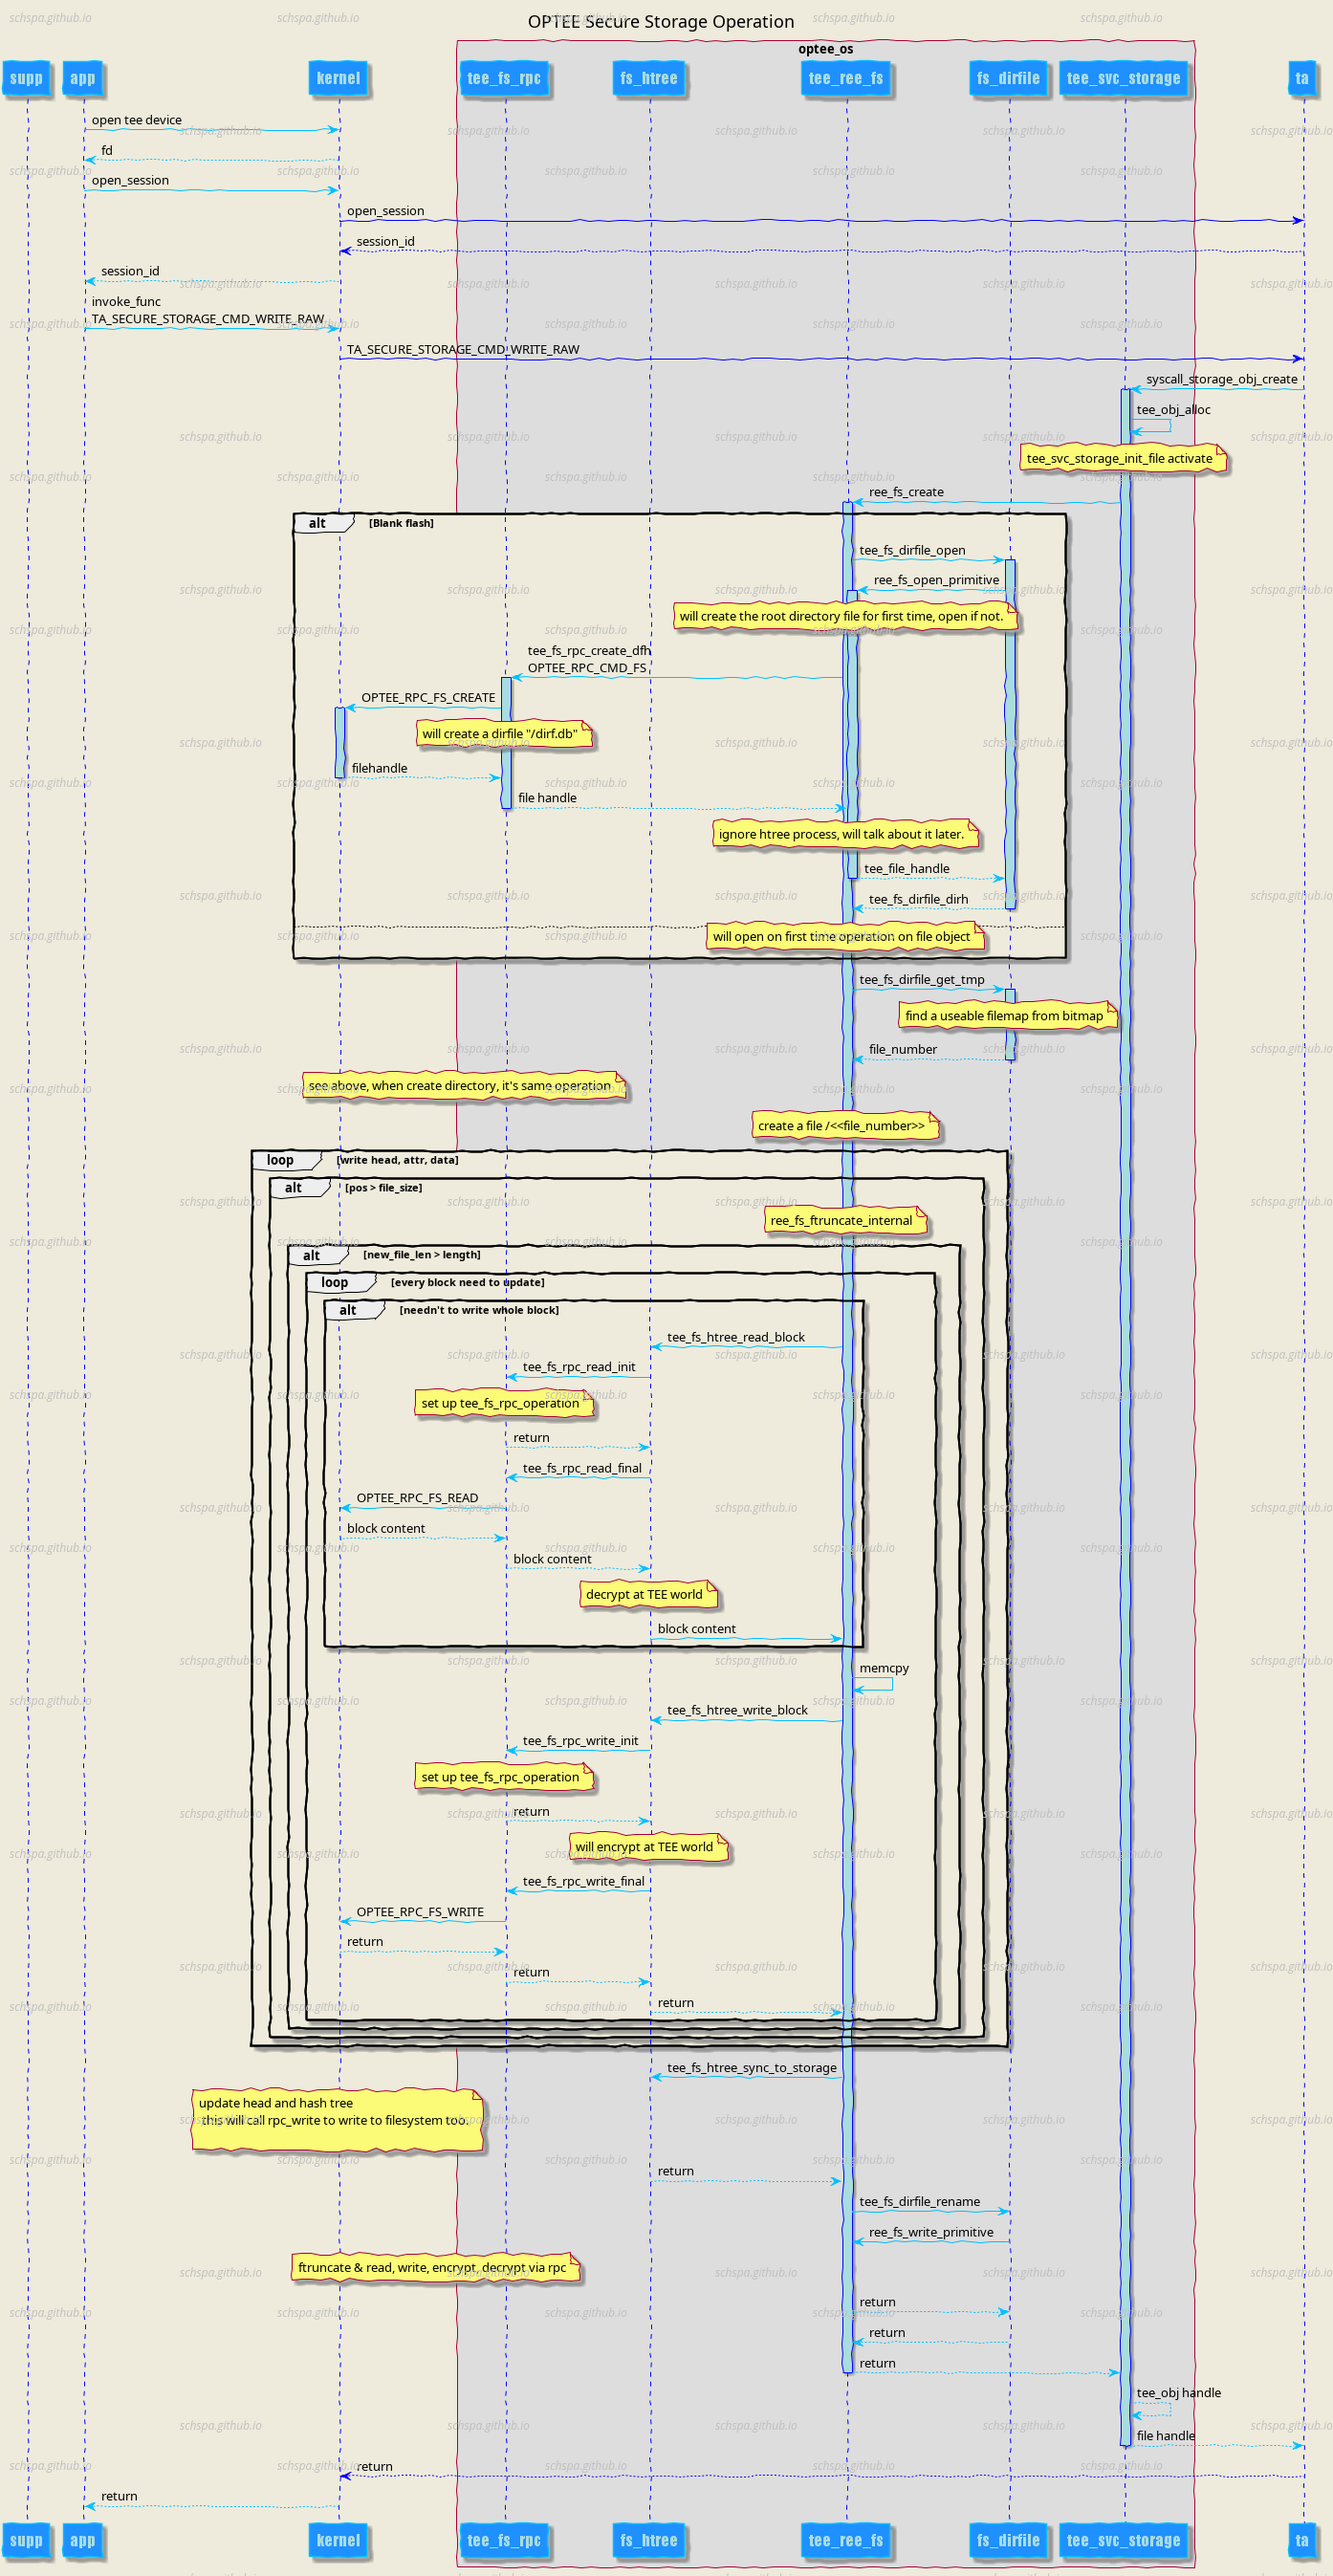 OPTEE Secure Storage Operation
optee_os
supp app kernel tee_fs_rpc fs_htree tee_ree_fs fs_dirfile tee_svc_storage ta
open tee device
fd
open_session
open_session
session_id
session_id
invoke_func
TA_SECURE_STORAGE_CMD_WRITE_RAW
TA_SECURE_STORAGE_CMD_WRITE_RAW
syscall_storage_obj_create
tee_obj_alloc
tee_svc_storage_init_file activate
ree_fs_create
alt [Blank flash]
tee_fs_dirfile_open
ree_fs_open_primitive
will create the root directory file for first time, open if not.
tee_fs_rpc_create_dfh
OPTEE_RPC_CMD_FS
OPTEE_RPC_FS_CREATE
will create a dirfile "/dirf.db"
filehandle
file handle
ignore htree process, will talk about it later.
tee_file_handle
tee_fs_dirfile_dirh
will open on first time operation on file object
tee_fs_dirfile_get_tmp
find a useable filemap from bitmap
file_number
see above, when create directory, it's same operation
create a file /<<file_number>>
loop [write head, attr, data]
alt [pos > file_size]
ree_fs_ftruncate_internal
alt [new_file_len > length]
loop [every block need to update]
alt [needn't to write whole block]
tee_fs_htree_read_block
tee_fs_rpc_read_init
set up tee_fs_rpc_operation
return
tee_fs_rpc_read_final
OPTEE_RPC_FS_READ
block content
block content
decrypt at TEE world
block content
memcpy
tee_fs_htree_write_block
tee_fs_rpc_write_init
set up tee_fs_rpc_operation
return
will encrypt at TEE world
tee_fs_rpc_write_final
OPTEE_RPC_FS_WRITE
return
return
return
tee_fs_htree_sync_to_storage
update head and hash tree
this will call rpc_write to write to filesystem too.
return
tee_fs_dirfile_rename
ree_fs_write_primitive
ftruncate & read, write, encrypt, decrypt via rpc
return
return
return
tee_obj handle
file handle
return
return
supp app kernel tee_fs_rpc fs_htree tee_ree_fs fs_dirfile tee_svc_storage ta
schspa.github.io